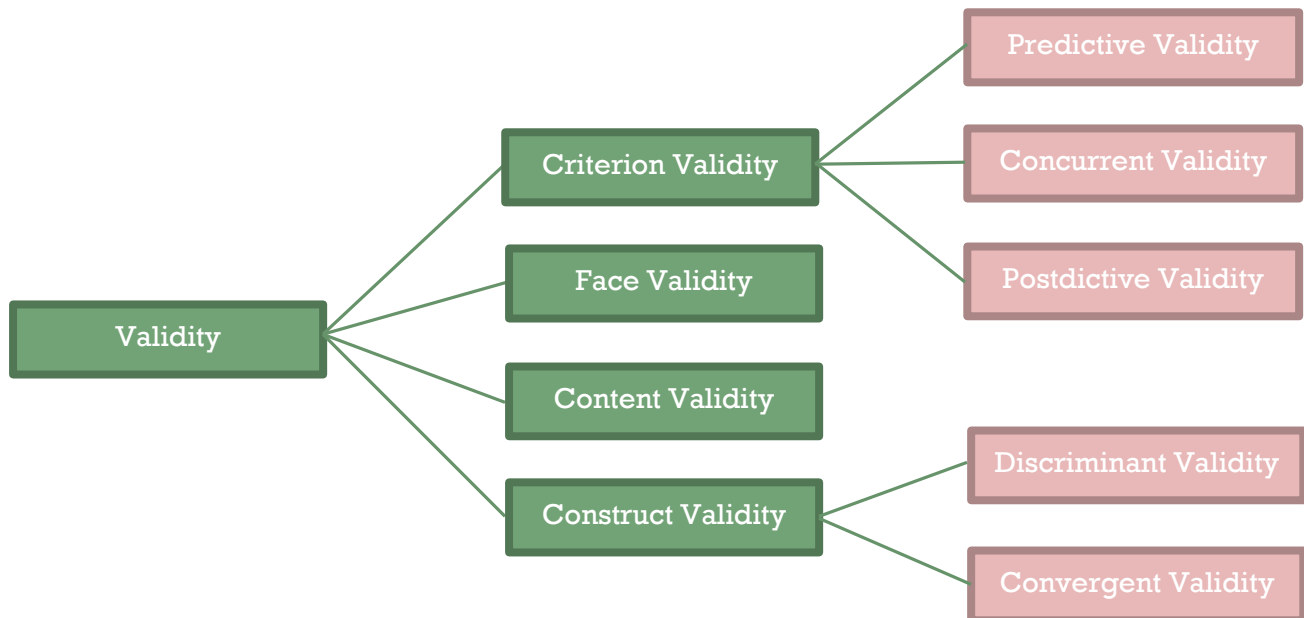 Validity
Criterion Validity
Face Validity
Content Validity
Construct Validity
Predictive Validity
Concurrent Validity
Postdictive Validity
Discriminant Validity
Convergent Validity